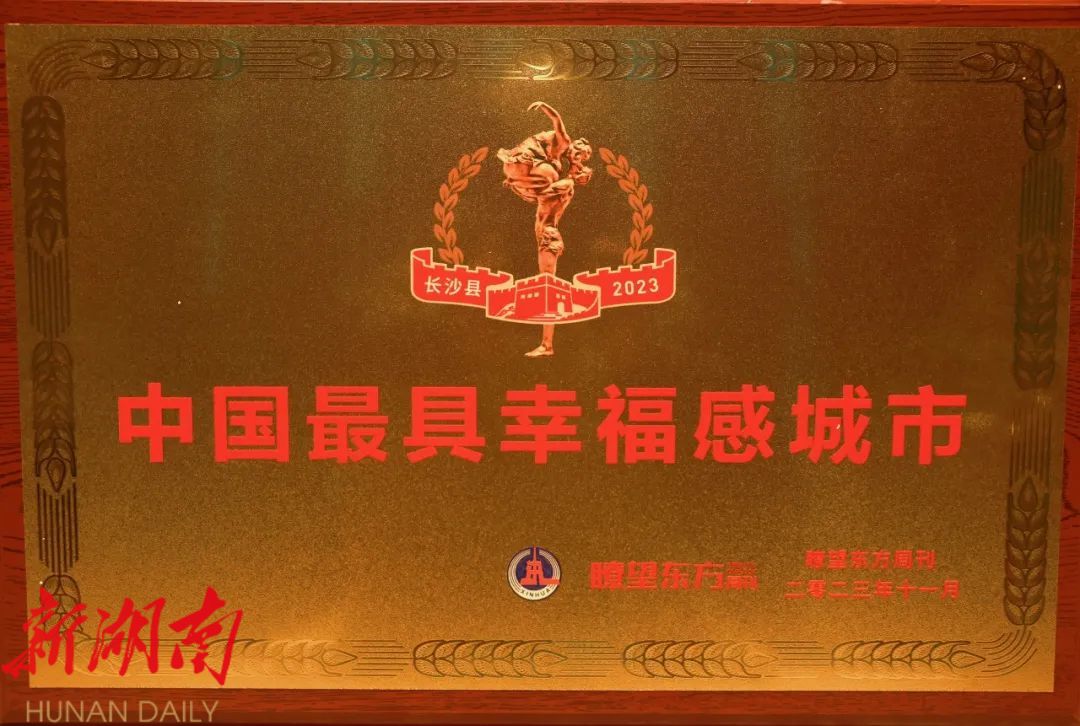 长沙县 2023
中国最具幸福感城市
XINHUA
瞭望东方
瞭望东方周刊
二零二三年十一月
新湖南
HUNAN DAILY